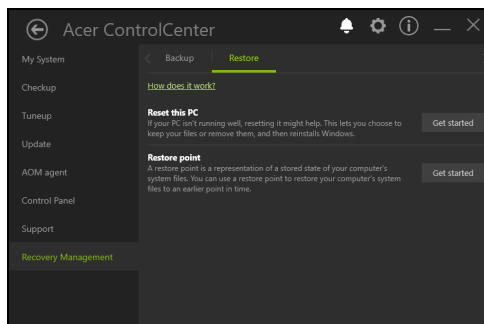 Acer ControlCenter
My System
Checkup
Tuneup
Update
AOM agent
Control Panel
Support
Recovery Management
Backup
Restore
How does it work?
Reset this PC
If your PC isn't running well, resetting it might help. This lets you choose to
keep your files or remove them, and then reinstalls Windows.
Get started
Restore point
A restore point is a representation of a stored state of your computer's
system files. You can use a restore point to restore your computer's system
files to an earlier point in time.
Get started